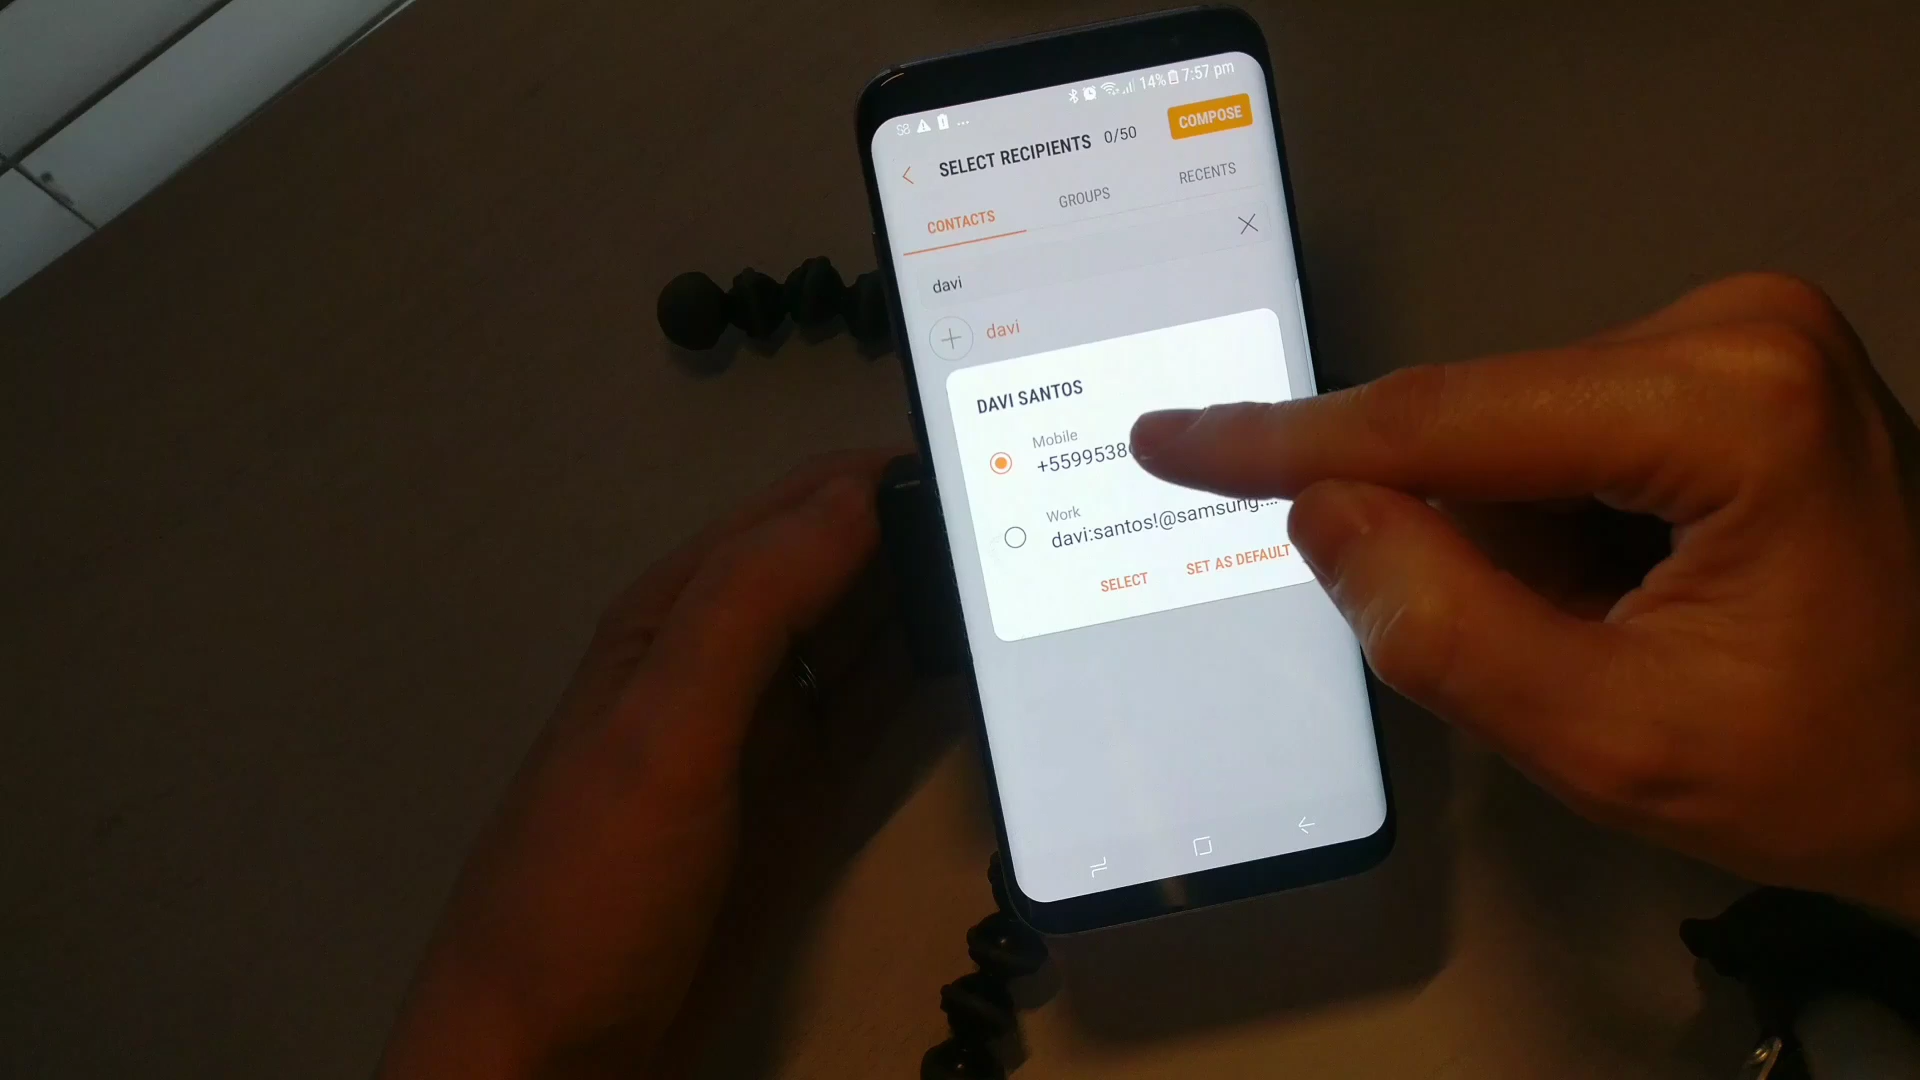 S8 ... 14% 7:57 pm
SELECT RECIPIENTS 0/50 COMPOSE
CONTACTS GROUPS RECENTS
davi
davi
DAVI SANTOS
Mobile
+5599538
Work
davi:santos!@samsung....
SELECT SET AS DEFAULT